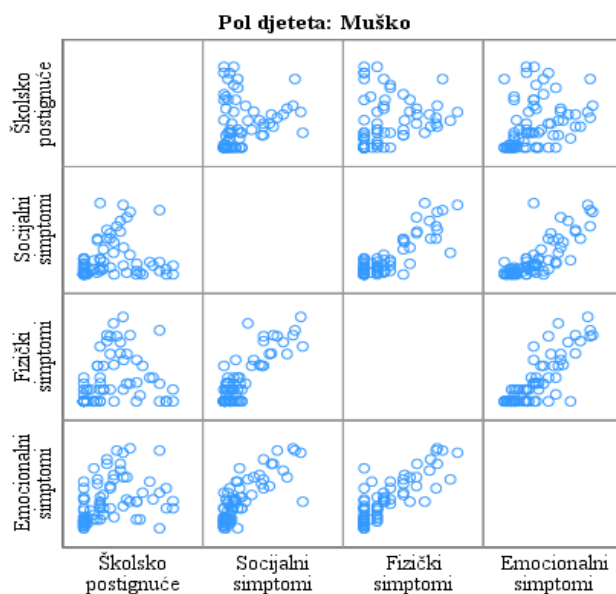 Pol djeteta: Muško
Školsko
postignuće
Socijalni
simptomi
Fizički
simptomi
Emocionalni
simptomi
Školsko
postignuće
Socijalni
simptomi
Fizički
simptomi
Emocionalni
simptomi